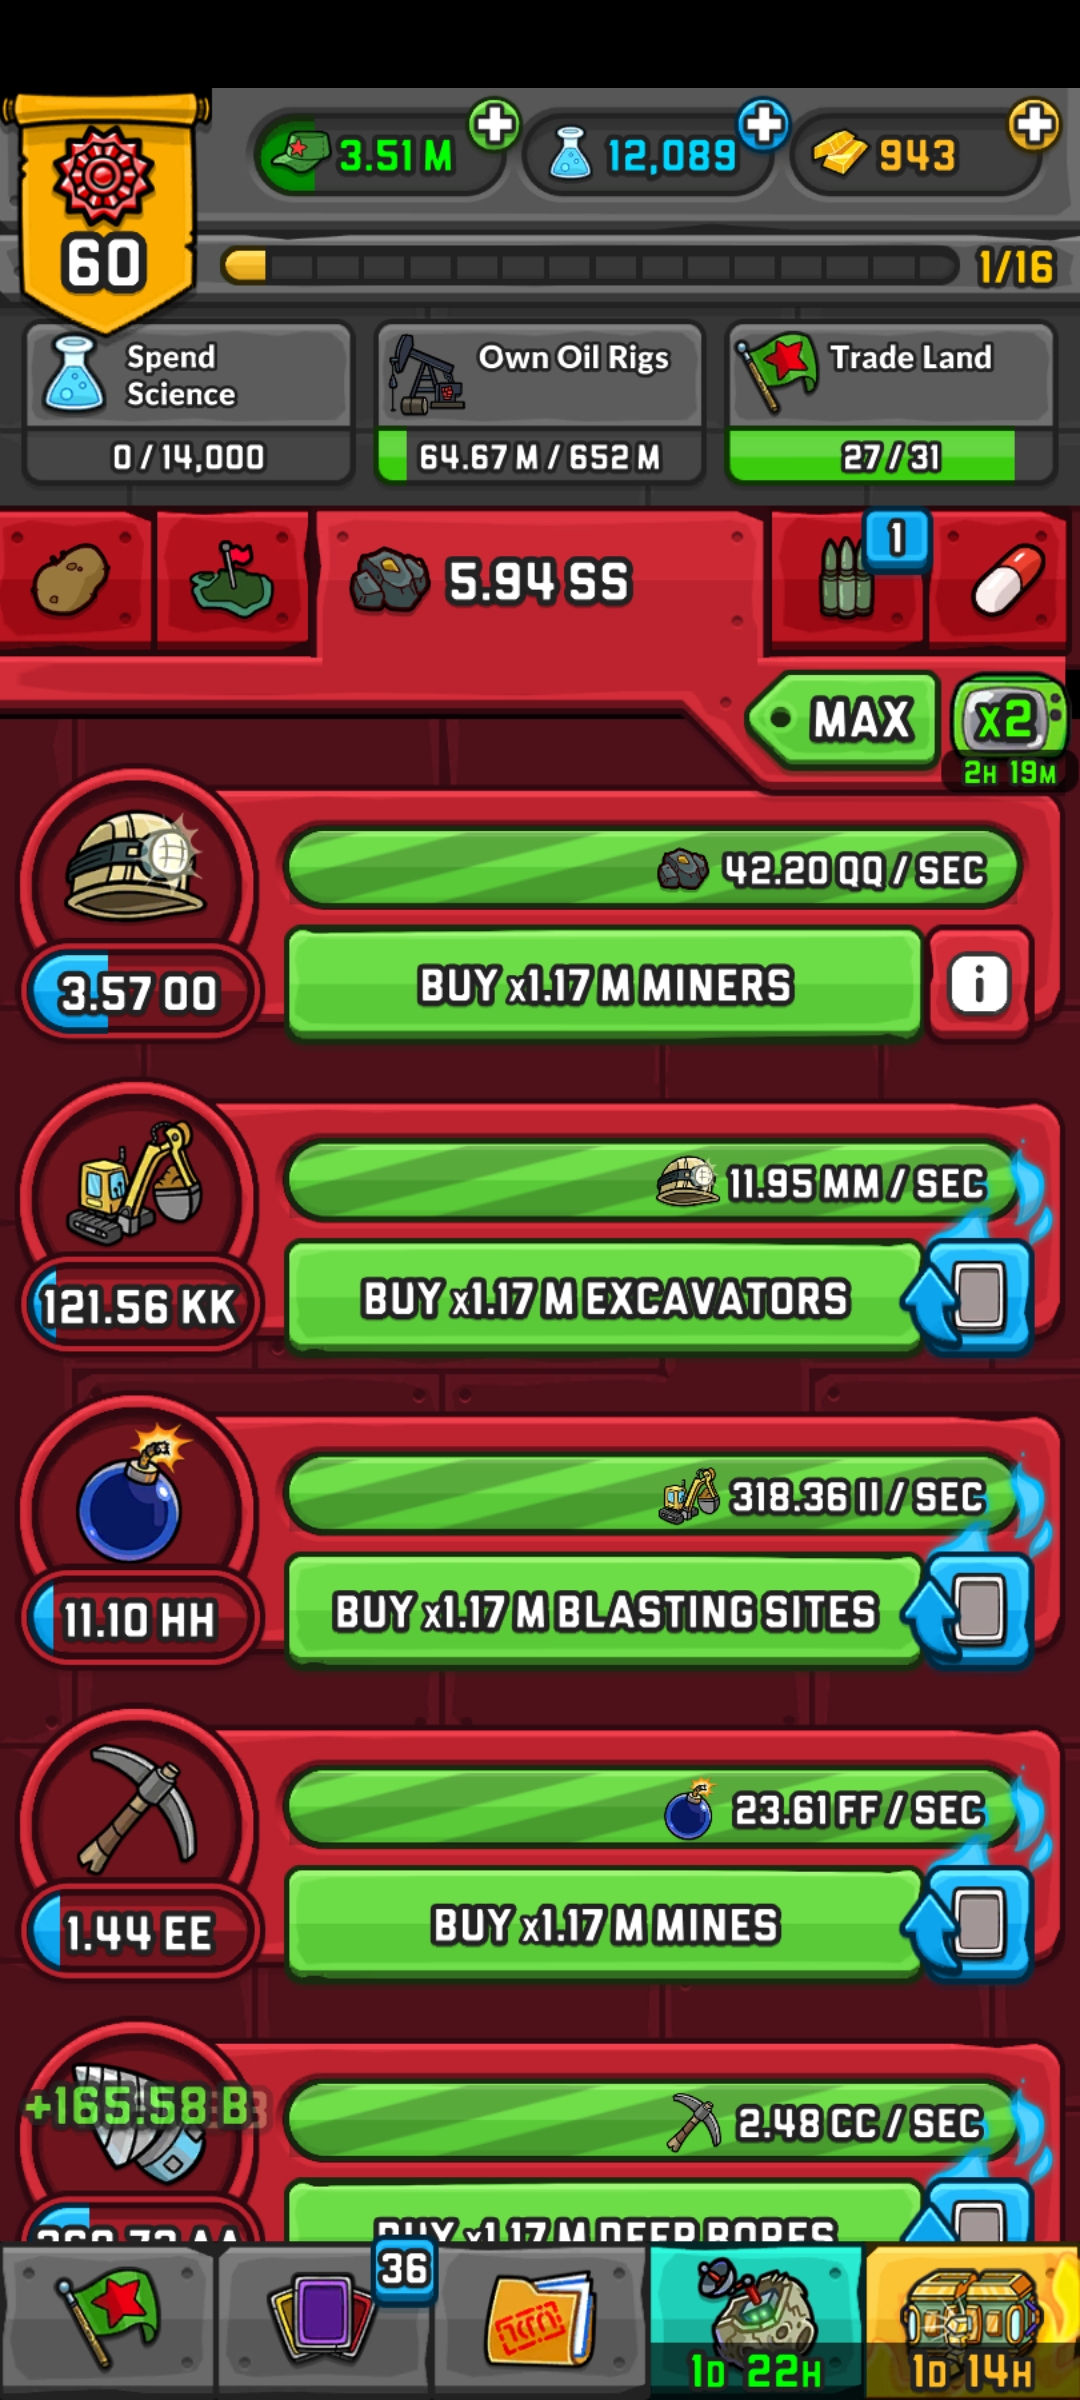 3.51 M
12,089
943
60
1/16
Spend
Science
0 / 14,000
Own Oil Rigs
64.67 M / 652 M
Trade Land
27 / 31
5.94 SS
1
MAX
x2
2H 19M
42.20 QQ / SEC
3.57 OO
BUY x1.17 M MINERS
i
11.95 MM / SEC
121.56 KK
BUY x1.17 M EXCAVATORS
318.36 II / SEC
11.10 HH
BUY x1.17 M BLASTING SITES
23.61 FF / SEC
1.44 EE
BUY x1.17 M MINES
+165.58 B
2.48 CC / SEC
BUY x1.17 M DEEP BORES
36
1D 22H
1D 14H